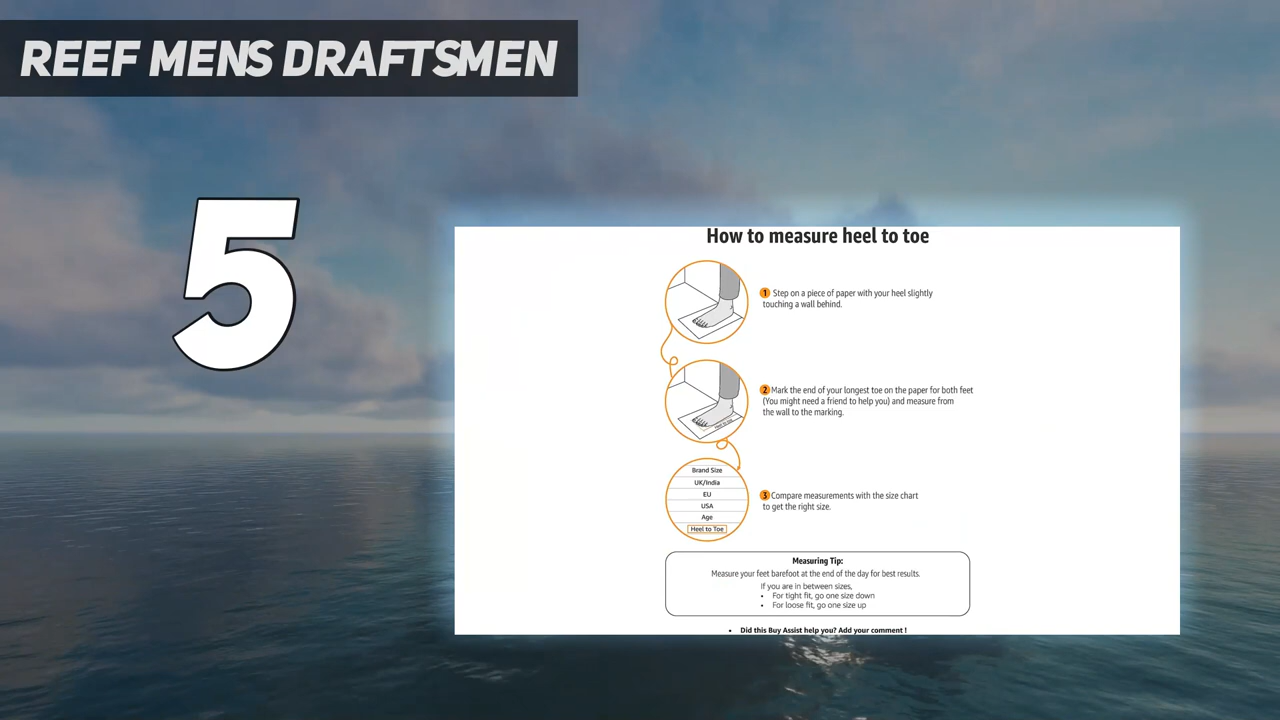 REEF MENS DRAFTSMEN
5
How to measure heel to toe
1 Step on a piece of paper with your heel slightly
touching a wall behind.
2 Mark the end of your longest toe on the paper for both feet
(You might need a friend to help you) and measure from
the wall to the marking.
Brand Size
UK/India
EU
USA
Age
Heel to Toe
3 Compare measurements with the size chart
to get the right size.
Measuring Tip:
Measure your feet barefoot at the end of the day for best results.
If you are in between sizes,
• For tight fit, go one size down
• For loose fit, go one size up
• Did this Buy Assist help you? Add your comment !